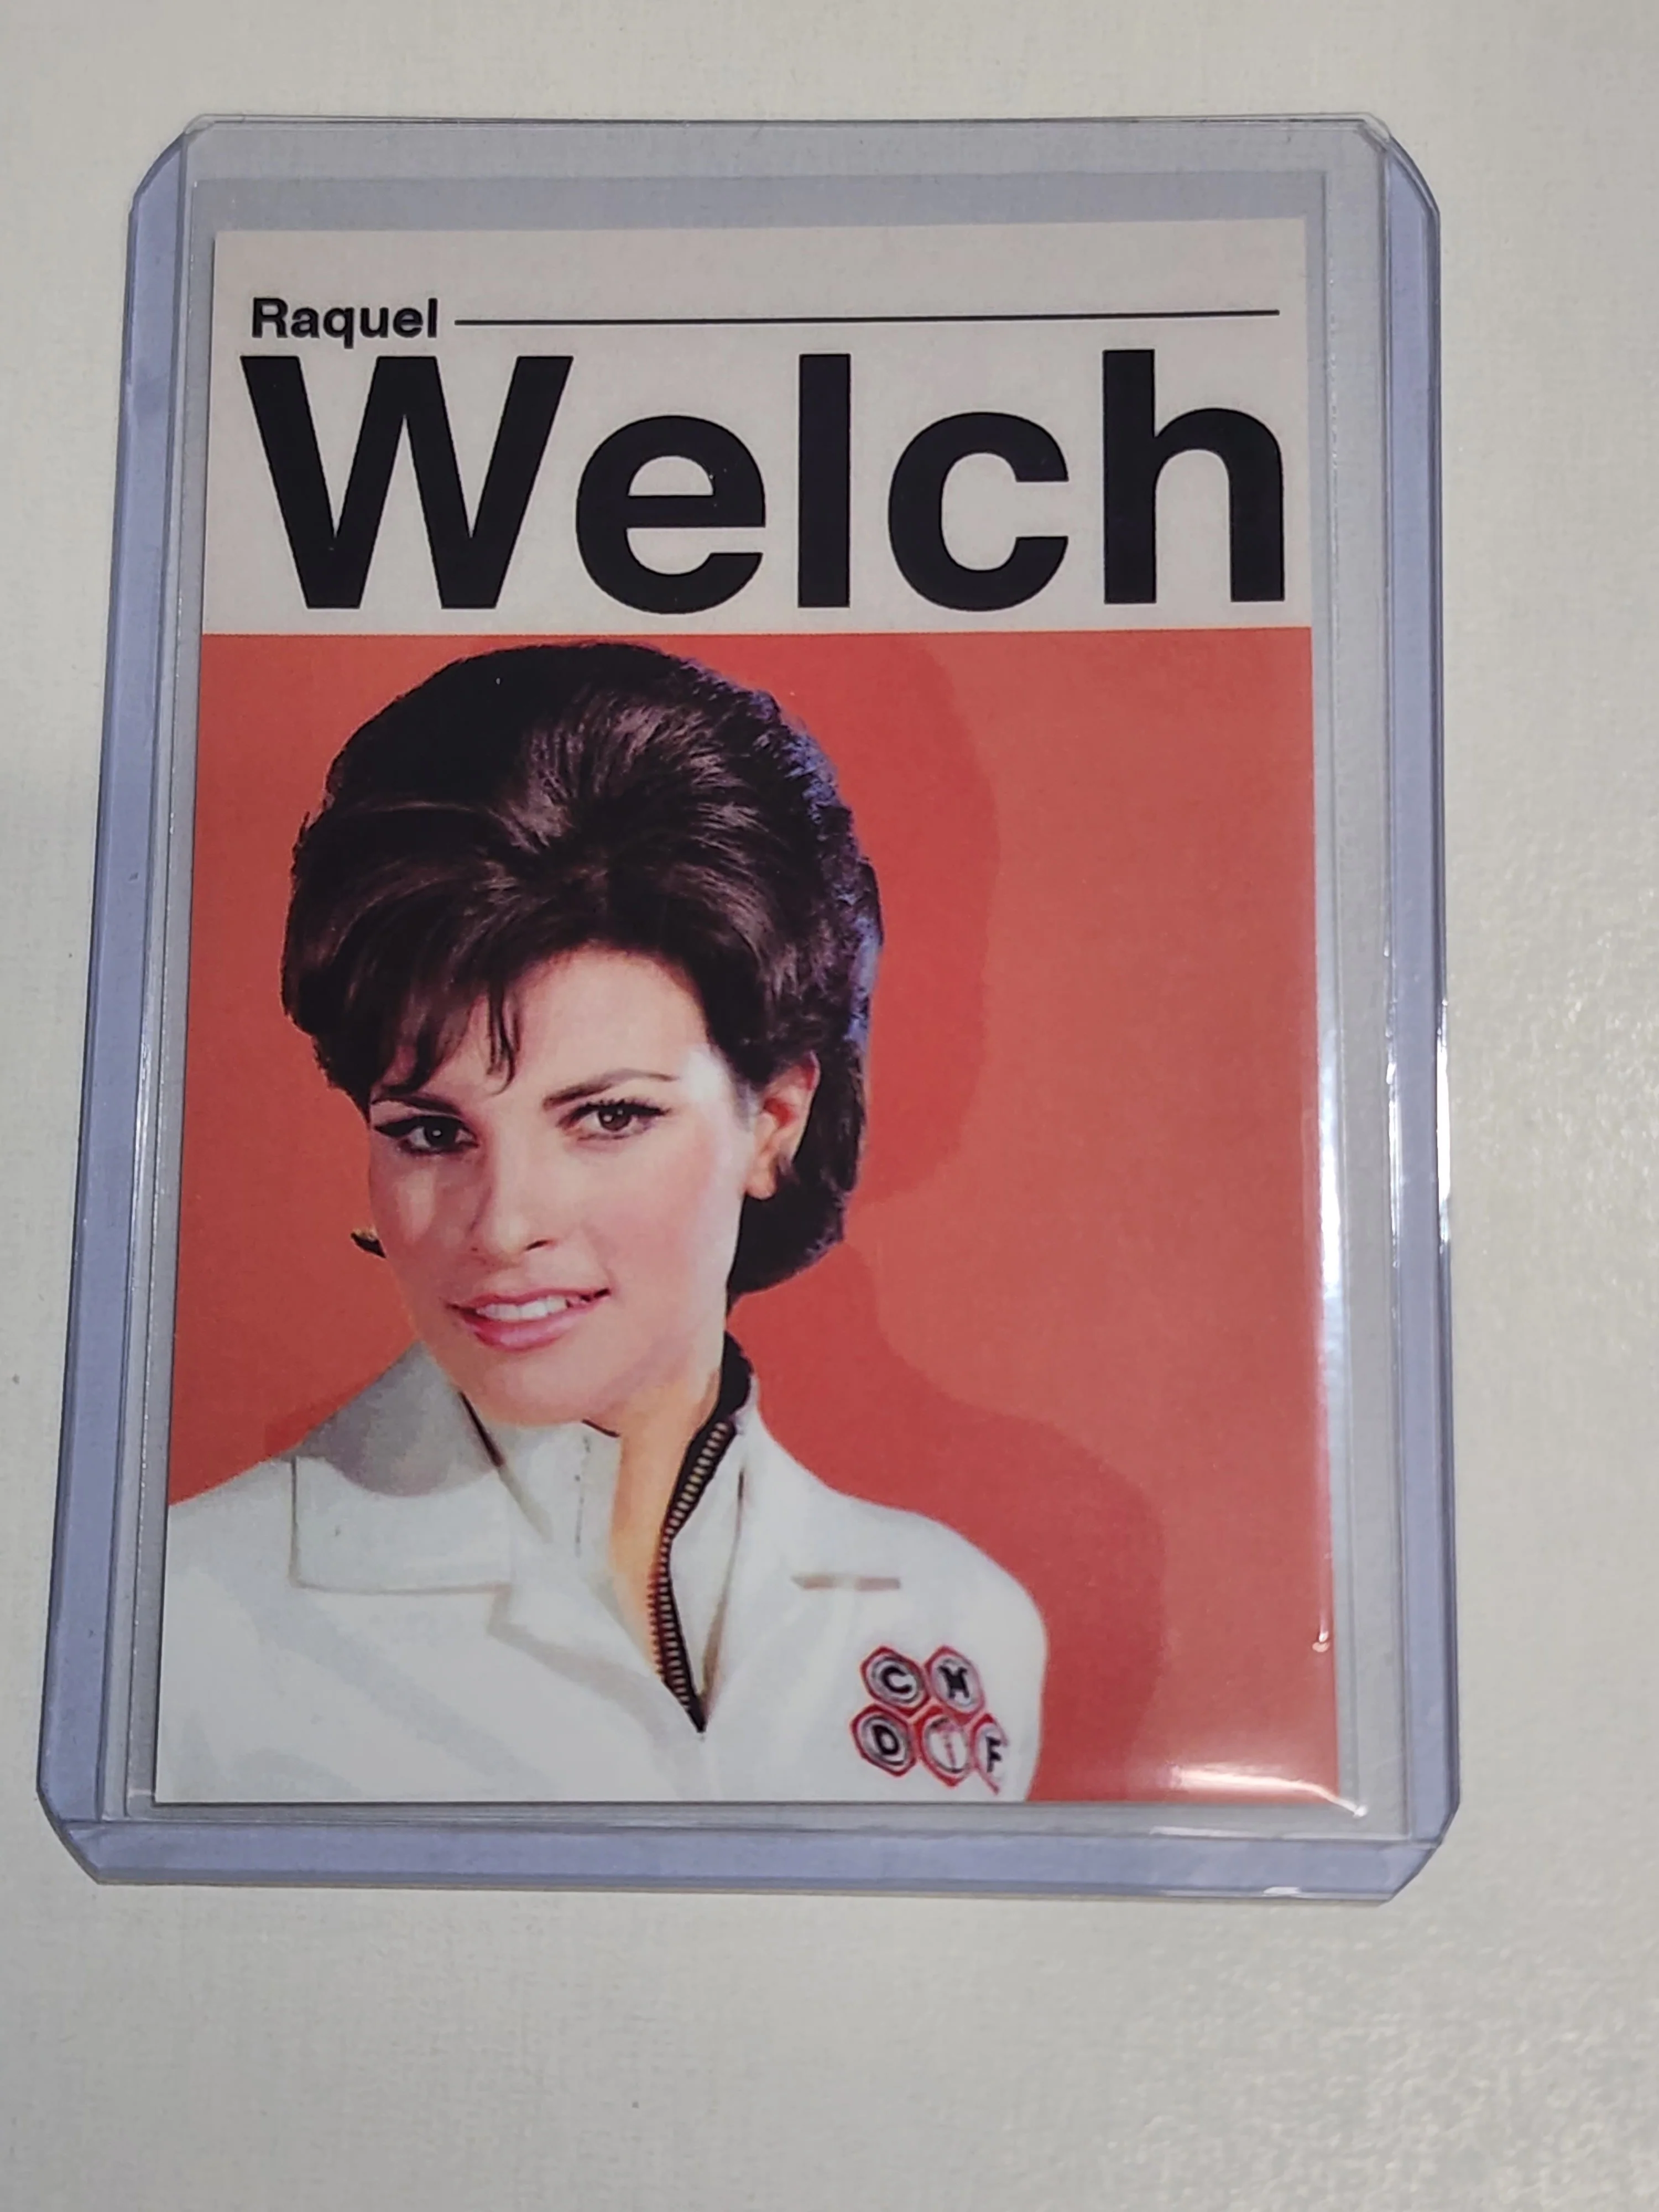 Raquel
Welch
C M
D I F